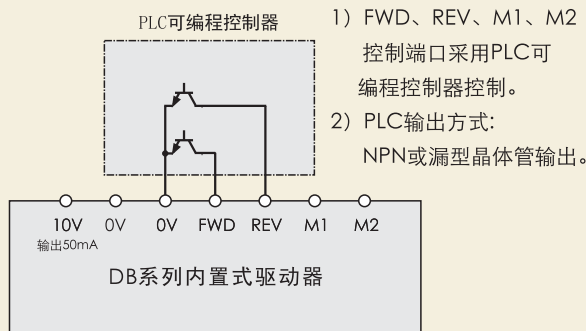 PLC可编程控制器
1）FWD、REV、M1、M2
控制端口采用PLC可
编程控制器控制。
2）PLC输出方式:
NPN或漏型晶体管输出。
10V 0V 0V FWD REV M1 M2
输出50mA
DB系列内置式驱动器